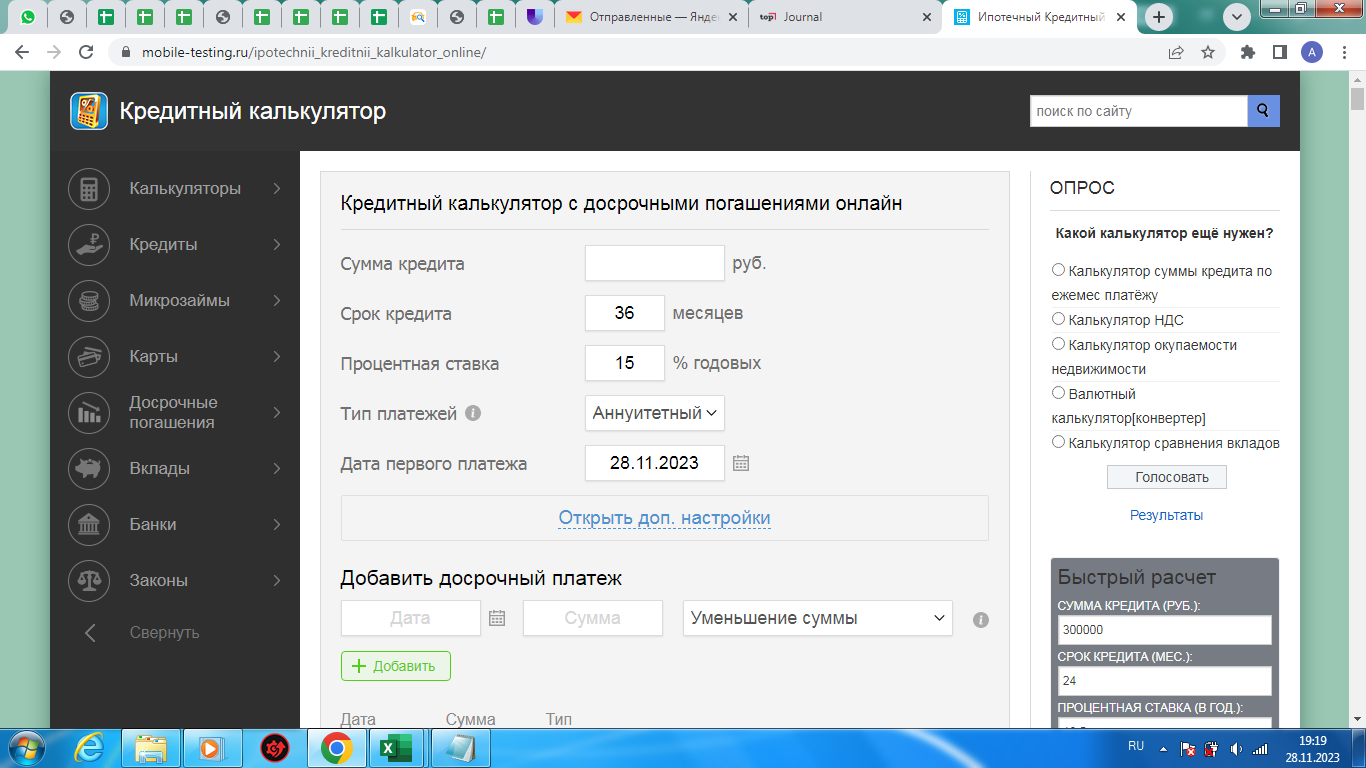 Отправленные — Янде
top1 Journal
Ипотечный Кредитный
mobile-testing.ru/ipotechnii_kreditnii_kalkulator_online/
A
Кредитный калькулятор
поиск по сайту
Калькуляторы
Кредиты
Микрозаймы
Карты
Досрочные
погашения
Вклады
Банки
Законы
Свернуть
Кредитный калькулятор с досрочными погашениями онлайн
Сумма кредита руб.
Срок кредита 36 месяцев
Процентная ставка 15 % годовых
Тип платежей i Аннуитетный
Дата первого платежа 28.11.2023
Открыть доп. настройки
Добавить досрочный платеж
Дата Сумма Уменьшение суммы i
+ Добавить
Дата Сумма Тип
ОПРОС
Какой калькулятор ещё нужен?
Калькулятор суммы кредита по
ежемес платёжу
Калькулятор НДС
Калькулятор окупаемости
недвижимости
Валютный
калькулятор[конвертер]
Калькулятор сравнения вкладов
Голосовать
Результаты
Быстрый расчет
СУММА КРЕДИТА (РУБ.):
300000
СРОК КРЕДИТА (МЕС.):
24
ПРОЦЕНТНАЯ СТАВКА (В ГОД.):
RU
19:19
28.11.2023